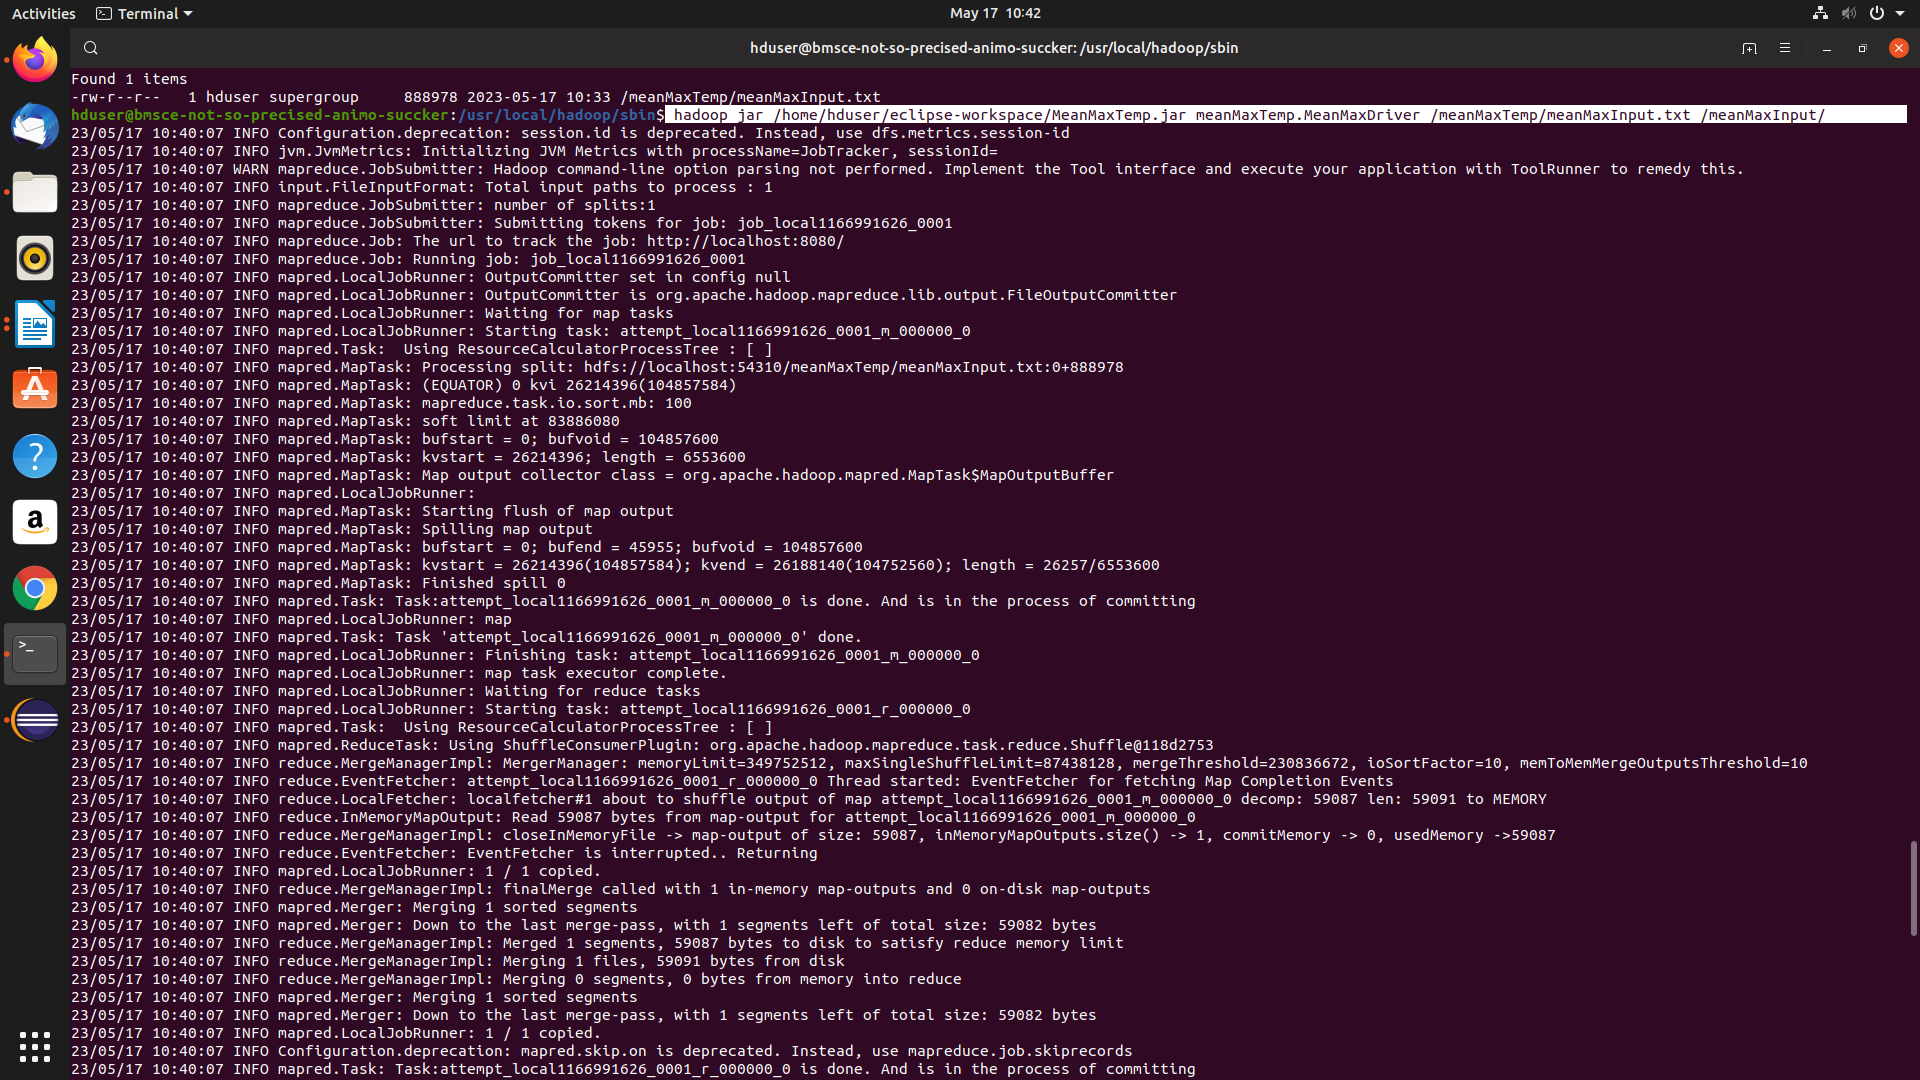 Activities
Terminal
May 17 10:42
hduser@bmsce-not-so-precised-animo-succker: /usr/local/hadoop/sbin
Found 1 items
-rw-r--r--   1 hduser supergroup     888978 2023-05-17 10:33 /meanMaxTemp/meanMaxInput.txt
hduser@bmsce-not-so-precised-animo-succker:/usr/local/hadoop/sbin$ hadoop jar /home/hduser/eclipse-workspace/MeanMaxTemp.jar meanMaxTemp.MeanMaxDriver /meanMaxTemp/meanMaxInput.txt /meanMaxInput/
23/05/17 10:40:07 INFO Configuration.deprecation: session.id is deprecated. Instead, use dfs.metrics.session-id
23/05/17 10:40:07 INFO jvm.JvmMetrics: Initializing JVM Metrics with processName=JobTracker, sessionId=
23/05/17 10:40:07 WARN mapreduce.JobSubmitter: Hadoop command-line option parsing not performed. Implement the Tool interface and execute your application with ToolRunner to remedy this.
23/05/17 10:40:07 INFO input.FileInputFormat: Total input paths to process : 1
23/05/17 10:40:07 INFO mapreduce.JobSubmitter: number of splits:1
23/05/17 10:40:07 INFO mapreduce.JobSubmitter: Submitting tokens for job: job_local1166991626_0001
23/05/17 10:40:07 INFO mapreduce.Job: The url to track the job: http://localhost:8080/
23/05/17 10:40:07 INFO mapreduce.Job: Running job: job_local1166991626_0001
23/05/17 10:40:07 INFO mapred.LocalJobRunner: OutputCommitter set in config null
23/05/17 10:40:07 INFO mapred.LocalJobRunner: OutputCommitter is org.apache.hadoop.mapreduce.lib.output.FileOutputCommitter
23/05/17 10:40:07 INFO mapred.LocalJobRunner: Waiting for map tasks
23/05/17 10:40:07 INFO mapred.LocalJobRunner: Starting task: attempt_local1166991626_0001_m_000000_0
23/05/17 10:40:07 INFO mapred.Task:  Using ResourceCalculatorProcessTree : [ ]
23/05/17 10:40:07 INFO mapred.MapTask: Processing split: hdfs://localhost:54310/meanMaxTemp/meanMaxInput.txt:0+888978
23/05/17 10:40:07 INFO mapred.MapTask: (EQUATOR) 0 kvi 26214396(104857584)
23/05/17 10:40:07 INFO mapred.MapTask: mapreduce.task.io.sort.mb: 100
23/05/17 10:40:07 INFO mapred.MapTask: soft limit at 83886080
23/05/17 10:40:07 INFO mapred.MapTask: bufstart = 0; bufvoid = 104857600
23/05/17 10:40:07 INFO mapred.MapTask: kvstart = 26214396; length = 6553600
23/05/17 10:40:07 INFO mapred.MapTask: Map output collector class = org.apache.hadoop.mapred.MapTask$MapOutputBuffer
23/05/17 10:40:07 INFO mapred.LocalJobRunner:
23/05/17 10:40:07 INFO mapred.MapTask: Starting flush of map output
23/05/17 10:40:07 INFO mapred.MapTask: Spilling map output
23/05/17 10:40:07 INFO mapred.MapTask: bufstart = 0; bufend = 45955; bufvoid = 104857600
23/05/17 10:40:07 INFO mapred.MapTask: kvstart = 26214396(104857584); kvend = 26188140(104752560); length = 26257/6553600
23/05/17 10:40:07 INFO mapred.MapTask: Finished spill 0
23/05/17 10:40:07 INFO mapred.Task: Task:attempt_local1166991626_0001_m_000000_0 is done. And is in the process of committing
23/05/17 10:40:07 INFO mapred.LocalJobRunner: map
23/05/17 10:40:07 INFO mapred.Task: Task 'attempt_local1166991626_0001_m_000000_0' done.
23/05/17 10:40:07 INFO mapred.LocalJobRunner: Finishing task: attempt_local1166991626_0001_m_000000_0
23/05/17 10:40:07 INFO mapred.LocalJobRunner: map task executor complete.
23/05/17 10:40:07 INFO mapred.LocalJobRunner: Waiting for reduce tasks
23/05/17 10:40:07 INFO mapred.LocalJobRunner: Starting task: attempt_local1166991626_0001_r_000000_0
23/05/17 10:40:07 INFO mapred.Task:  Using ResourceCalculatorProcessTree : [ ]
23/05/17 10:40:07 INFO mapred.ReduceTask: Using ShuffleConsumerPlugin: org.apache.hadoop.mapreduce.task.reduce.Shuffle@118d2753
23/05/17 10:40:07 INFO reduce.MergeManagerImpl: MergerManager: memoryLimit=349752512, maxSingleShuffleLimit=87438128, mergeThreshold=230836672, ioSortFactor=10, memToMemMergeOutputsThreshold=10
23/05/17 10:40:07 INFO reduce.EventFetcher: attempt_local1166991626_0001_r_000000_0 Thread started: EventFetcher for fetching Map Completion Events
23/05/17 10:40:07 INFO reduce.LocalFetcher: localfetcher#1 about to shuffle output of map attempt_local1166991626_0001_m_000000_0 decomp: 59087 len: 59091 to MEMORY
23/05/17 10:40:07 INFO reduce.InMemoryMapOutput: Read 59087 bytes from map-output for attempt_local1166991626_0001_m_000000_0
23/05/17 10:40:07 INFO reduce.MergeManagerImpl: closeInMemoryFile -> map-output of size: 59087, inMemoryMapOutputs.size() -> 1, commitMemory -> 0, usedMemory ->59087
23/05/17 10:40:07 INFO reduce.EventFetcher: EventFetcher is interrupted.. Returning
23/05/17 10:40:07 INFO mapred.LocalJobRunner: 1 / 1 copied.
23/05/17 10:40:07 INFO reduce.MergeManagerImpl: finalMerge called with 1 in-memory map-outputs and 0 on-disk map-outputs
23/05/17 10:40:07 INFO mapred.Merger: Merging 1 sorted segments
23/05/17 10:40:07 INFO mapred.Merger: Down to the last merge-pass, with 1 segments left of total size: 59082 bytes
23/05/17 10:40:07 INFO reduce.MergeManagerImpl: Merged 1 segments, 59087 bytes to disk to satisfy reduce memory limit
23/05/17 10:40:07 INFO reduce.MergeManagerImpl: Merging 1 files, 59091 bytes from disk
23/05/17 10:40:07 INFO reduce.MergeManagerImpl: Merging 0 segments, 0 bytes from memory into reduce
23/05/17 10:40:07 INFO mapred.Merger: Merging 1 sorted segments
23/05/17 10:40:07 INFO mapred.Merger: Down to the last merge-pass, with 1 segments left of total size: 59082 bytes
23/05/17 10:40:07 INFO mapred.LocalJobRunner: 1 / 1 copied.
23/05/17 10:40:07 INFO Configuration.deprecation: mapred.skip.on is deprecated. Instead, use mapreduce.job.skiprecords
23/05/17 10:40:07 INFO mapred.Task: Task:attempt_local1166991626_0001_r_000000_0 is done. And is in the process of committing